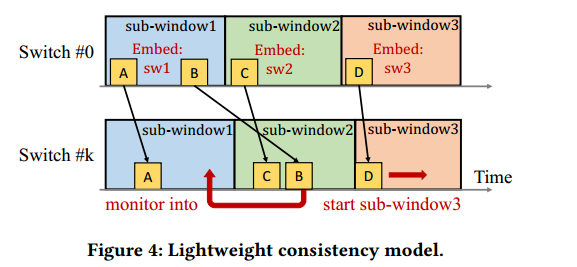 sub-window1 sub-window2 sub-window3
Switch #0 Embed: Embed: Embed:
sw1 sw2 sw3
A B C D
sub-window1 sub-window2 sub-window3
Switch #k
A C B D Time
monitor into start sub-window3
Figure 4: Lightweight consistency model.